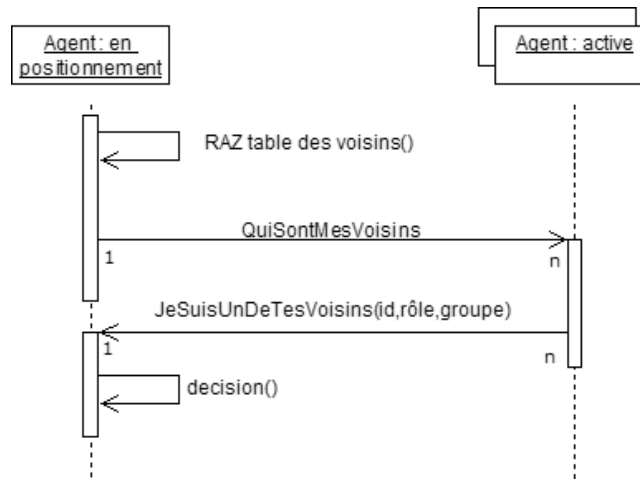 Agent : en
positionnement
Agent : active
RAZ table des voisins()
QuiSontMesVoisins
1
n
JeSuisUnDeTesVoisins(id,rôle,groupe)
1
n
decision()